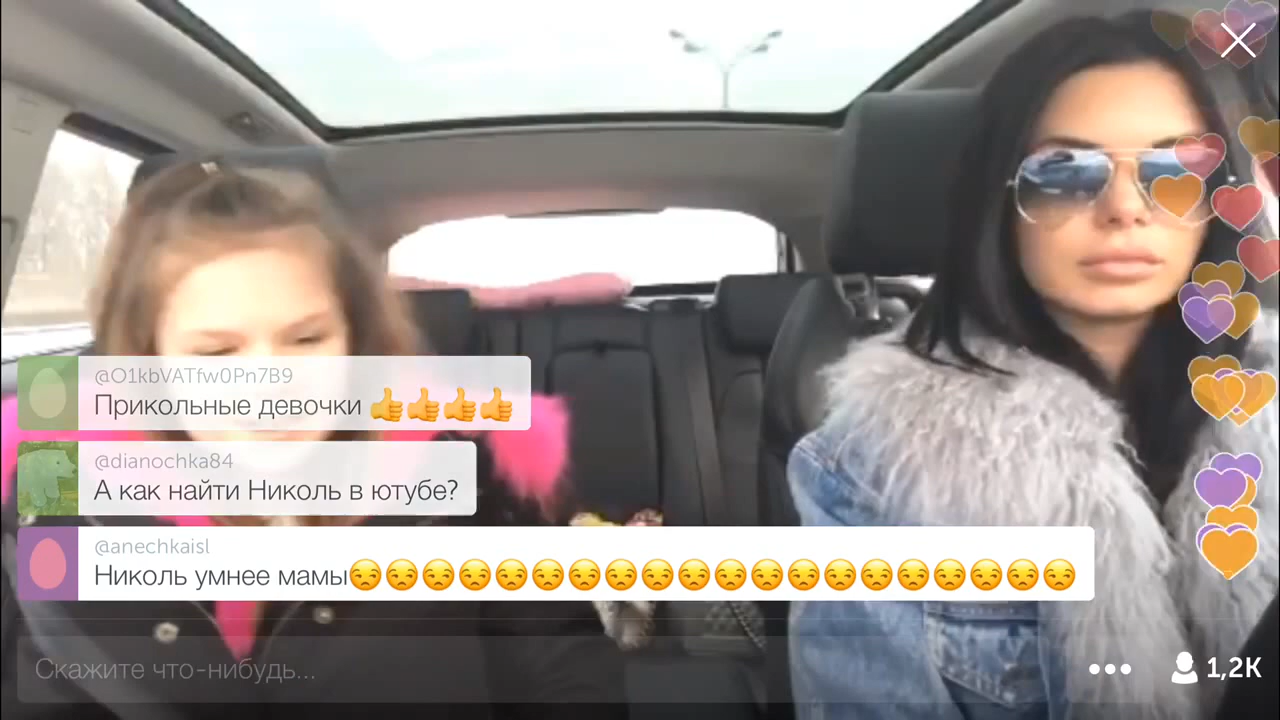 @O1kbVATfw0Pn7B9
Прикольные девочки 👍👍👍👍
@dianochka84
А как найти Николь в ютубе?
@anechkaisl
Николь умнее мамы😒😒😒😒😒😒😒😒😒😒😒😒😒😒😒😒😒😒😒😒
Скажите что-нибудь...
1,2K